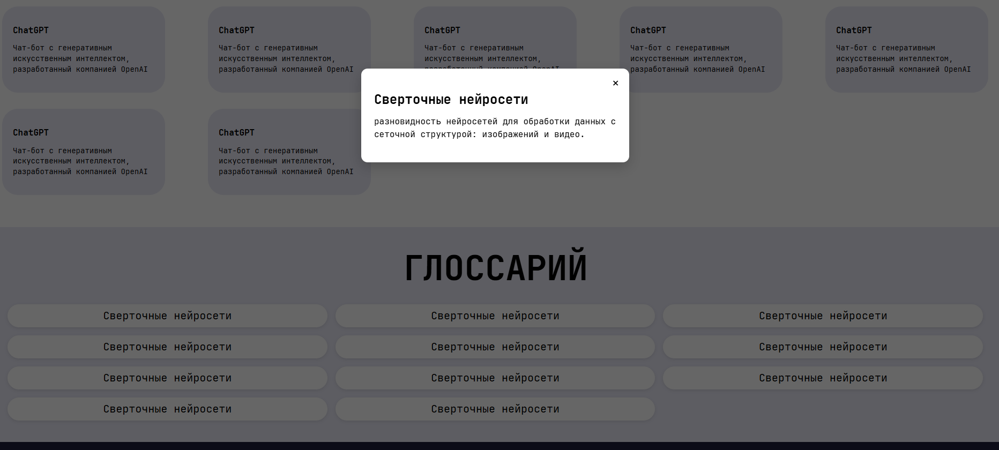 ChatGPT
Чат-бот с генеративным
искусственным интеллектом,
разработанный компанией OpenAI
ChatGPT
Чат-бот с генеративным
искусственным интеллектом,
разработанный компанией OpenAI
ChatGPT
Чат-бот с генеративным
искусственным интеллектом,
разработанный компанией OpenAI
ChatGPT
Чат-бот с генеративным
искусственным интеллектом,
разработанный компанией OpenAI
ChatGPT
Чат-бот с генеративным
искусственным интеллектом,
разработанный компанией OpenAI
×
Сверточные нейросети
разновидность нейросетей для обработки данных с
сеточной структурой: изображений и видео.
ChatGPT
Чат-бот с генеративным
искусственным интеллектом,
разработанный компанией OpenAI
ChatGPT
Чат-бот с генеративным
искусственным интеллектом,
разработанный компанией OpenAI
ГЛОССАРИЙ
Сверточные нейросети
Сверточные нейросети
Сверточные нейросети
Сверточные нейросети
Сверточные нейросети
Сверточные нейросети
Сверточные нейросети
Сверточные нейросети
Сверточные нейросети
Сверточные нейросети
Сверточные нейросети